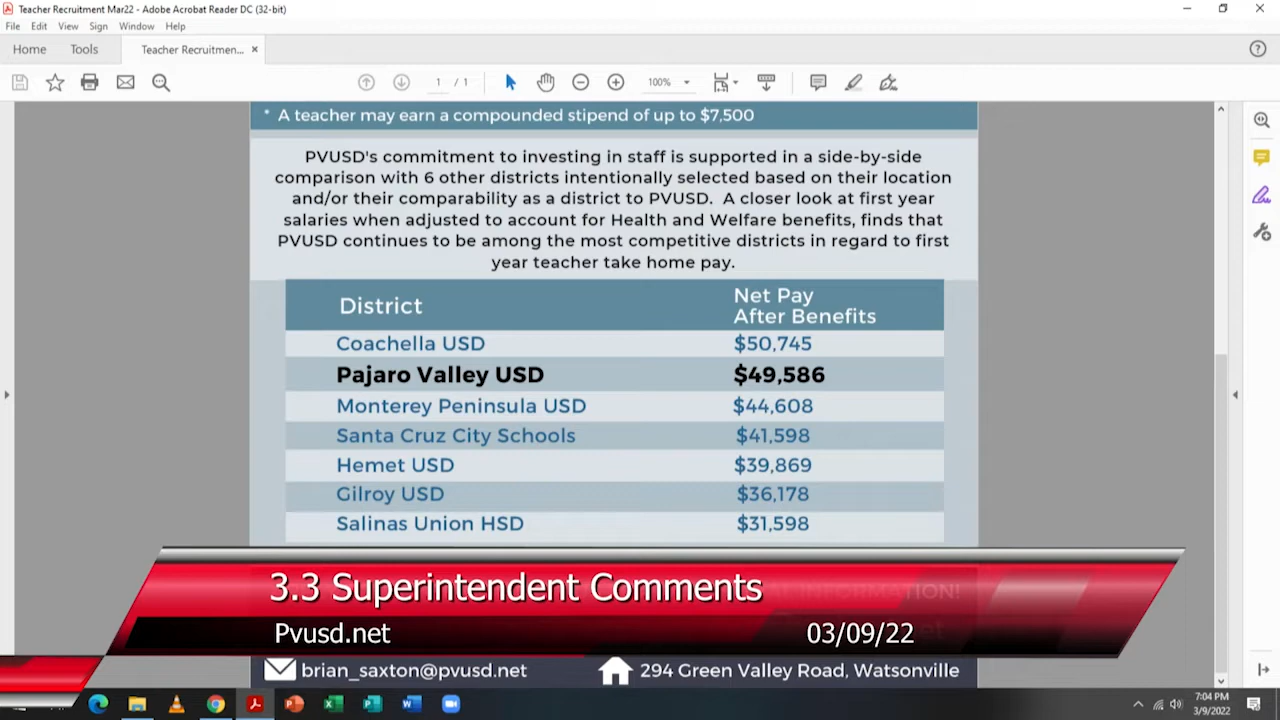 Teacher Recruitment Mar22 - Adobe Acrobat Reader DC (32-bit)
File Edit View Sign Window Help
Home Tools Teacher Recruitmen... ×
1 / 1 100%
* A teacher may earn a compounded stipend of up to $7,500
PVUSD's commitment to investing in staff is supported in a side-by-side
comparison with 6 other districts intentionally selected based on their location
and/or their comparability as a district to PVUSD. A closer look at first year
salaries when adjusted to account for Health and Welfare benefits, finds that
PVUSD continues to be among the most competitive districts in regard to first
year teacher take home pay.
District Net Pay
After Benefits
Coachella USD $50,745
Pajaro Valley USD $49,586
Monterey Peninsula USD $44,608
Santa Cruz City Schools $41,598
Hemet USD $39,869
Gilroy USD $36,178
Salinas Union HSD $31,598
3.3 Superintendent Comments
INFORMATION!
Pvusd.net 03/09/22
brian_saxton@pvusd.net 294 Green Valley Road, Watsonville
7:04 PM
3/9/2022